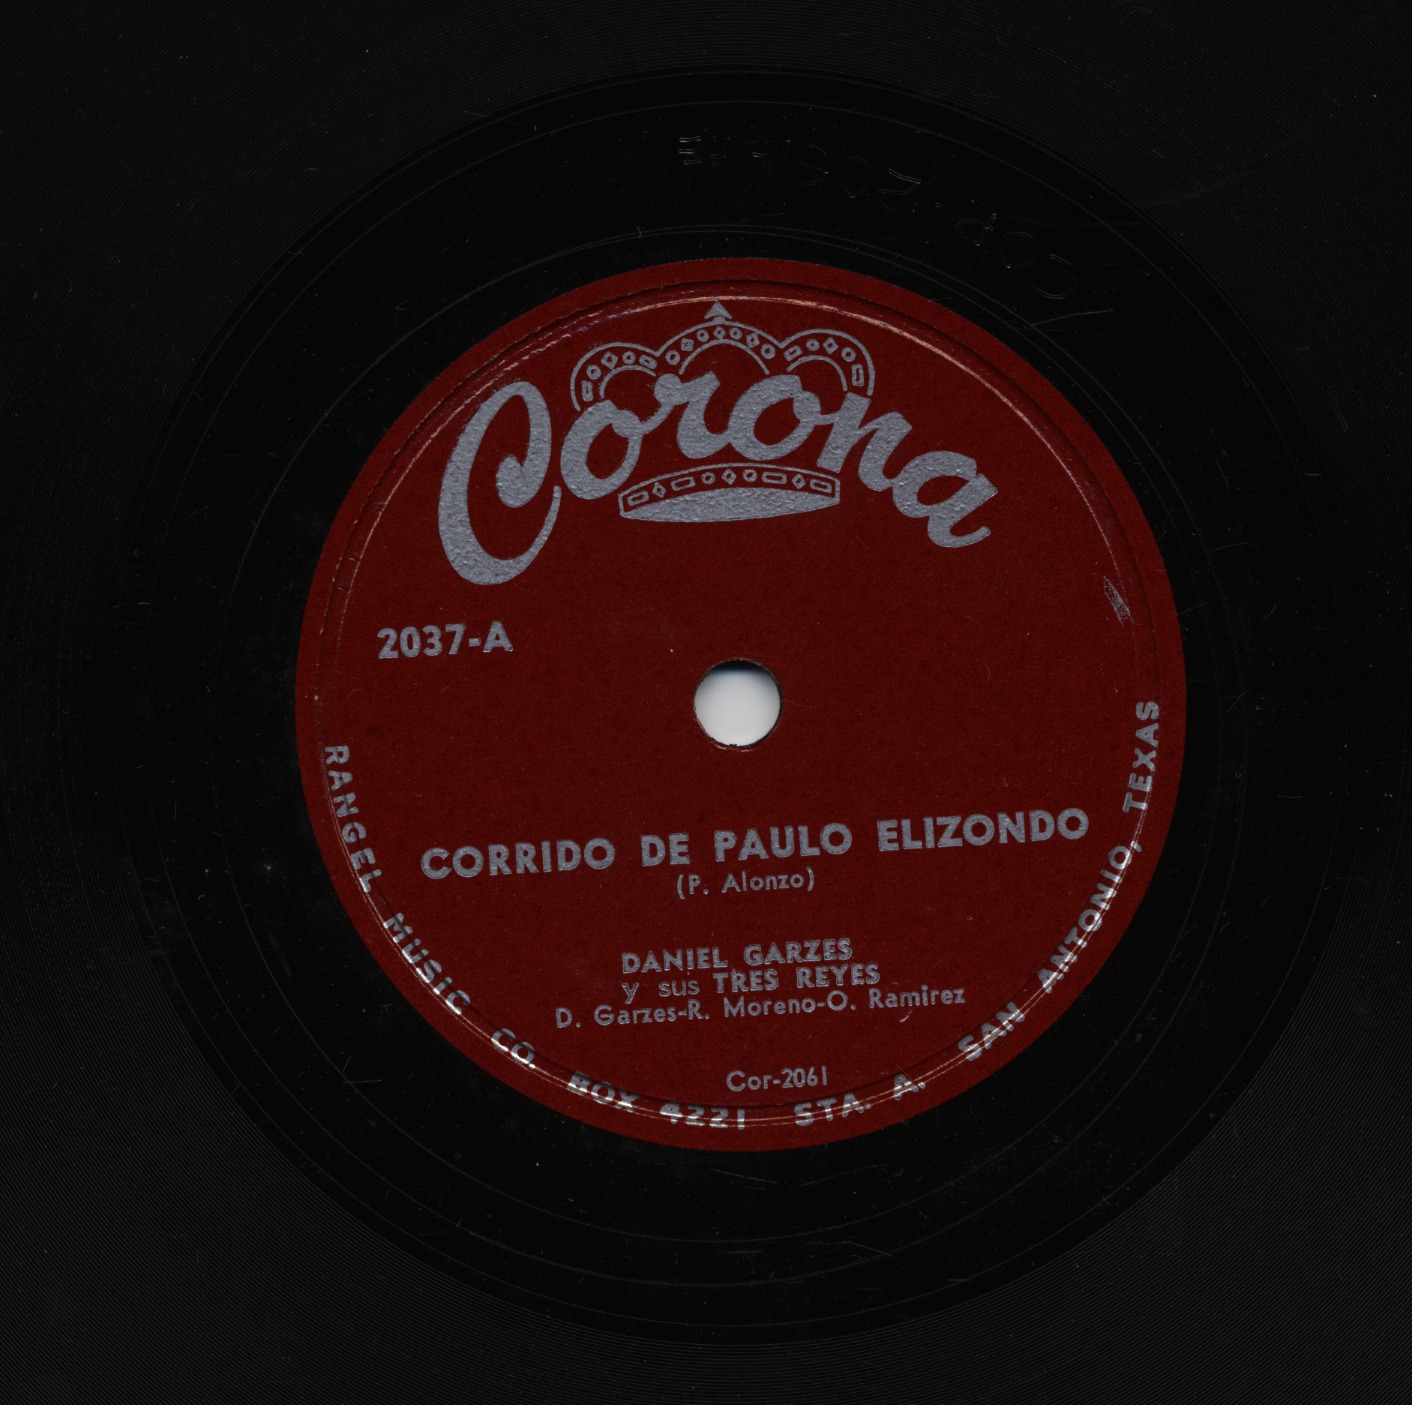 Corona
2037-A
CORRIDO DE PAULO ELIZONDO
(P. Alonzo)
DANIEL GARZES
y sus TRES REYES
D. Garzes-R. Moreno-O. Ramirez
Cor-2061
RANGEL MUSIC CO. BOX 4221 STA. A. SAN ANTONIO, TEXAS